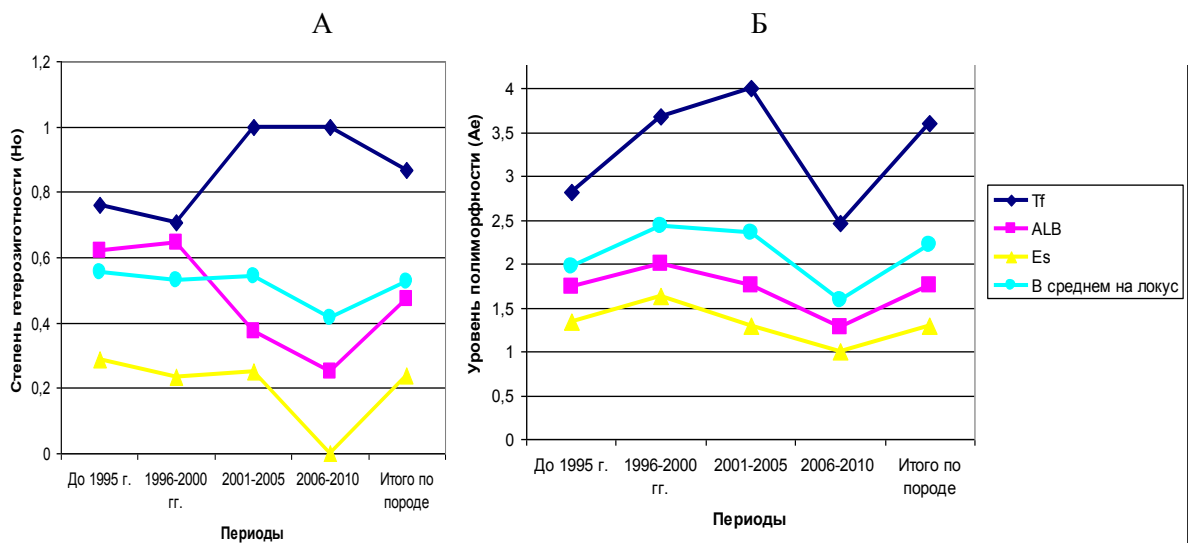 А
Б
Степень гетерозиготности (Но)
1,2
1
0,8
0,6
0,4
0,2
0
До 1995 г.
1996-2000
гг.
2001-2005
2006-2010
Итого по
породе
Периоды
Уровень полиморфности (Ае)
4
3,5
3
2,5
2
1,5
1
0,5
0
До 1995 г.
1996-2000
гг.
2001-2005
2006-2010
Итого по
породе
Периоды
Tf
ALB
Es
В среднем на локус